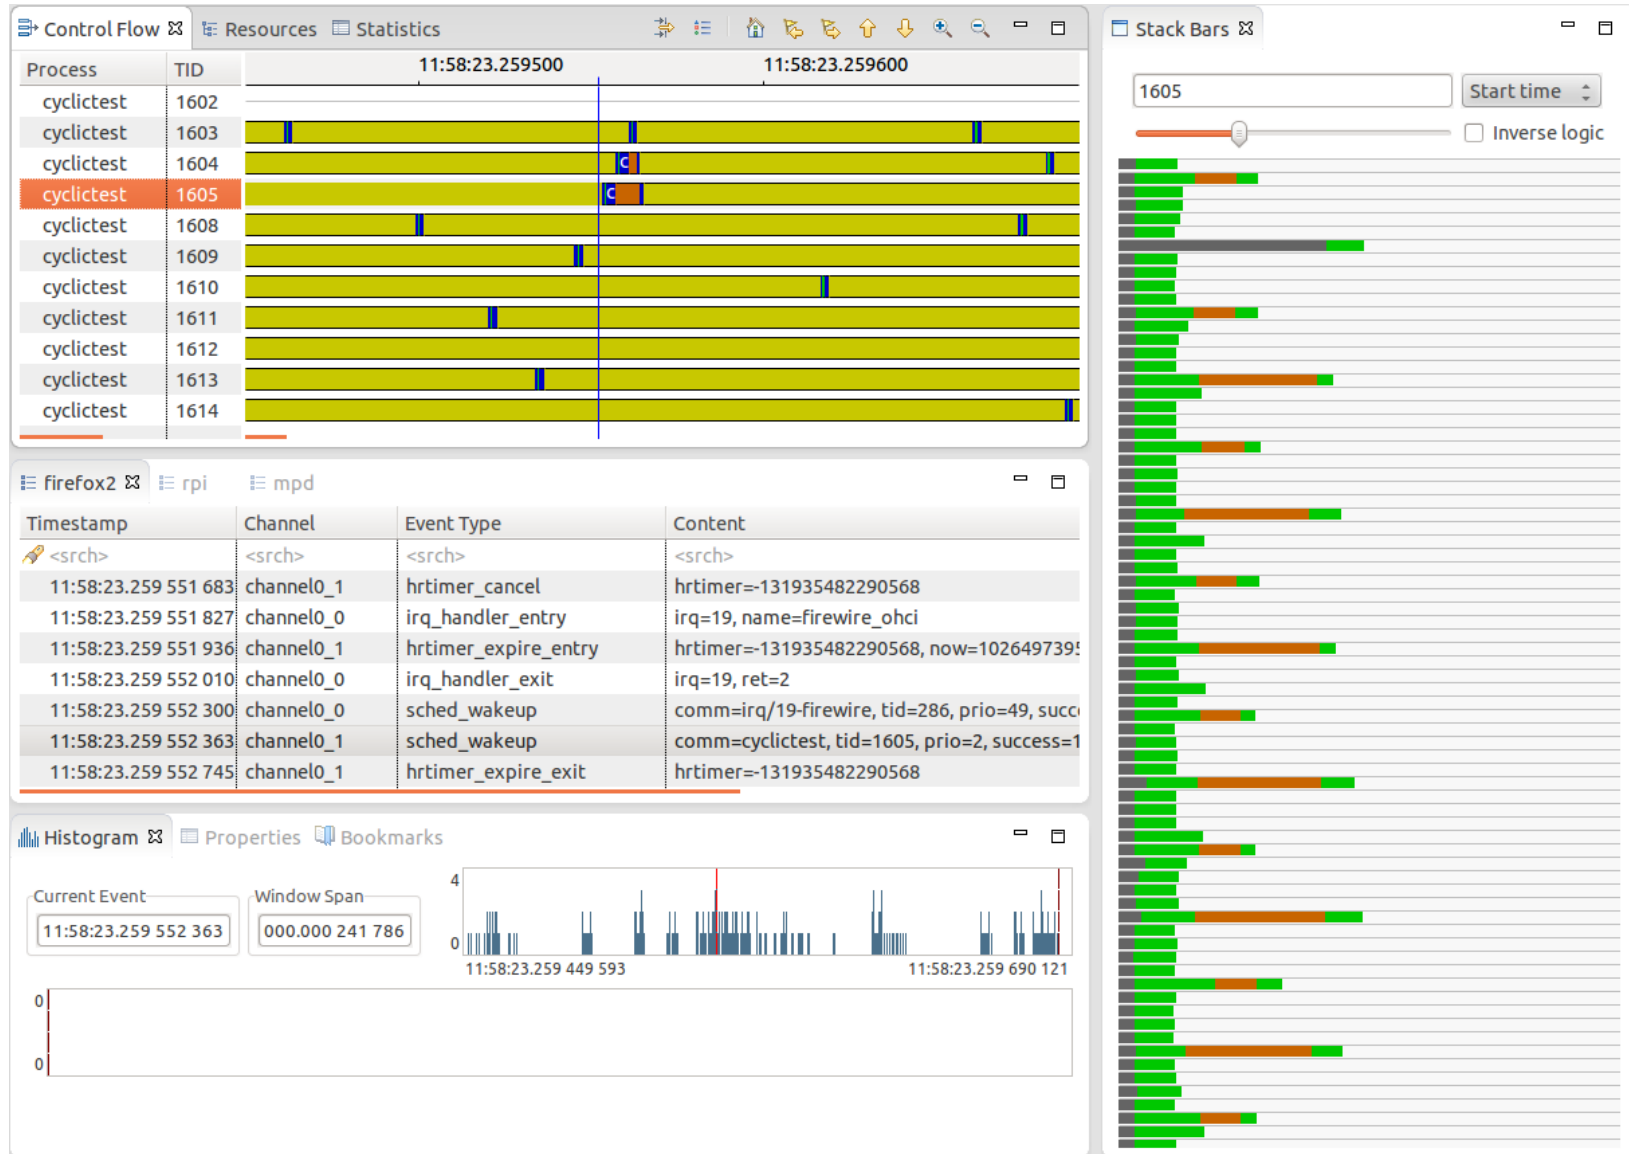 Control Flow Resources Statistics
Process TID 11:58:23.259500 11:58:23.259600
cyclictest 1602
cyclictest 1603
cyclictest 1604 C
cyclictest 1605 C
cyclictest 1608
cyclictest 1609
cyclictest 1610
cyclictest 1611
cyclictest 1612
cyclictest 1613
cyclictest 1614
firefox2 rpi mpd
Timestamp Channel Event Type Content
<srch> <srch> <srch> <srch>
11:58:23.259 551 683 channel0_1 hrtimer_cancel hrtimer=-131935482290568
11:58:23.259 551 827 channel0_0 irq_handler_entry irq=19, name=firewire_ohci
11:58:23.259 551 936 channel0_1 hrtimer_expire_entry hrtimer=-131935482290568, now=1026497395
11:58:23.259 552 010 channel0_0 irq_handler_exit irq=19, ret=2
11:58:23.259 552 300 channel0_0 sched_wakeup comm=irq/19-firewire, tid=286, prio=49, succ
11:58:23.259 552 363 channel0_1 sched_wakeup comm=cyclictest, tid=1605, prio=2, success=1
11:58:23.259 552 745 channel0_1 hrtimer_expire_exit hrtimer=-131935482290568
Histogram Properties Bookmarks
Current Event Window Span
11:58:23.259 552 363 000.000 241 786
4
0
11:58:23.259 449 593 11:58:23.259 690 121
0
0
Stack Bars
1605 Start time
Inverse logic